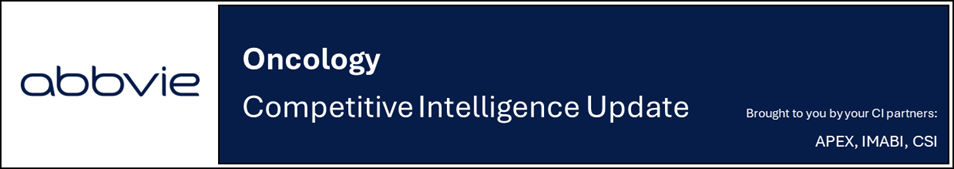 abbvie
Oncology
Competitive Intelligence Update
Brought to you by your CI partners:
APEX, IMABI, CSI